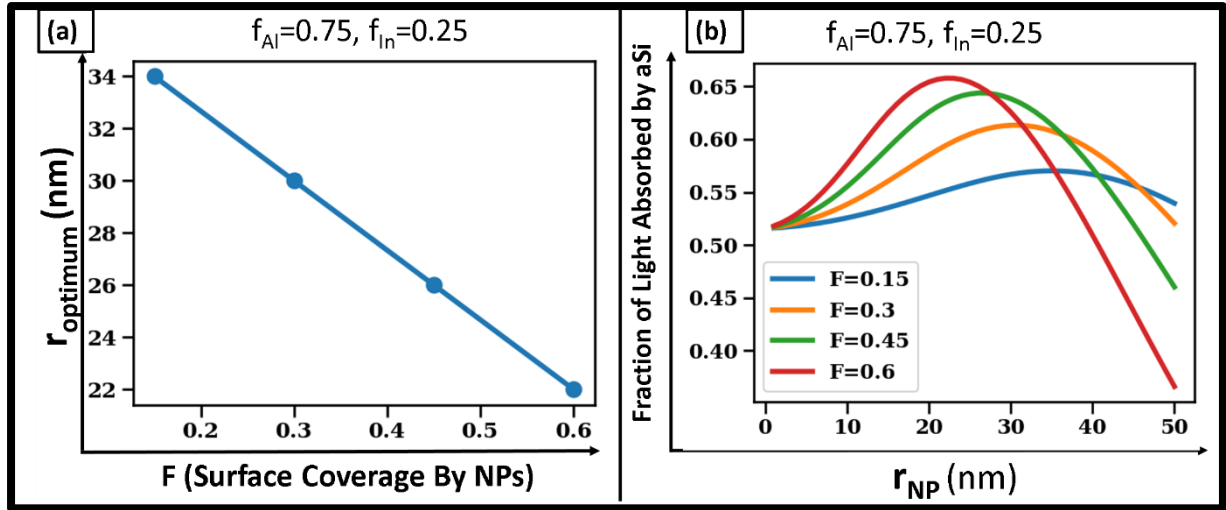 (a)
f_Al=0.75, f_In=0.25
r_optimum (nm)
34
32
30
28
26
24
22
0.2 0.3 0.4 0.5 0.6
F (Surface Coverage By NPs)
(b)
f_Al=0.75, f_In=0.25
Fraction of Light Absorbed by aSi
0.65
0.60
0.55
0.50
0.45
0.40
F=0.15
F=0.3
F=0.45
F=0.6
0 10 20 30 40 50
r_NP (nm)